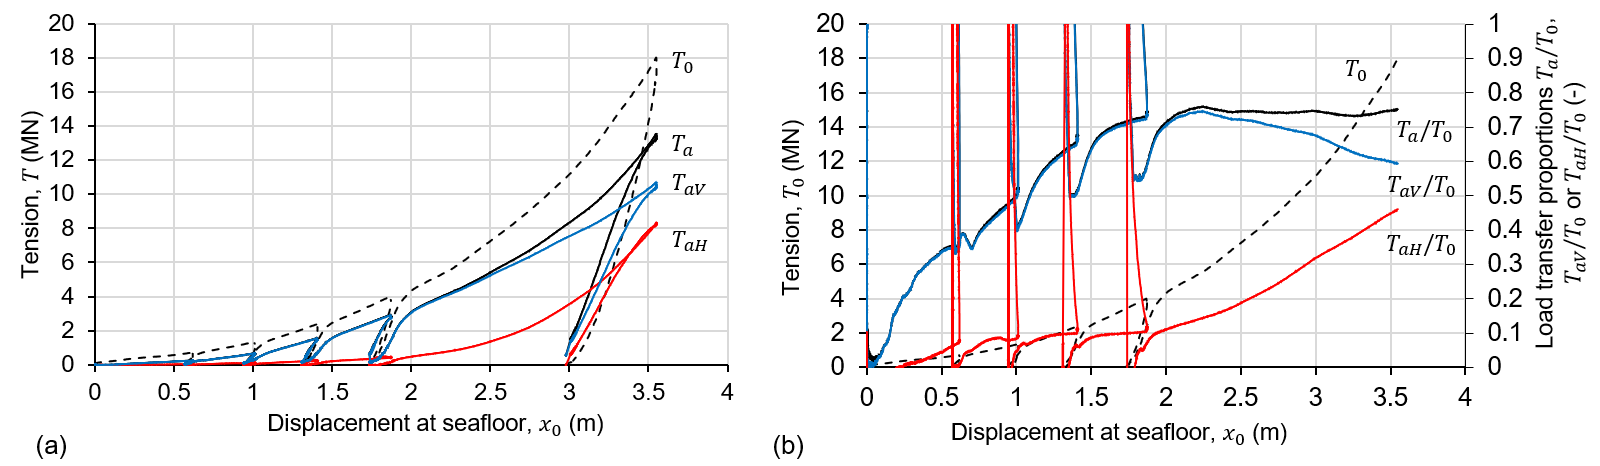 20
18
16
14
12
10
8
6
4
2
0
Tension, T (MN)
0 0.5 1 1.5 2 2.5 3 3.5 4
Displacement at seafloor, x₀ (m)
T₀
Tₐ
TₐV
TₐH
(a)
20
18
16
14
12
10
8
6
4
2
0
Tension, T₀ (MN)
0 0.5 1 1.5 2 2.5 3 3.5 4
Displacement at seafloor, x₀ (m)
T₀
Tₐ/T₀
TₐV/T₀
TₐH/T₀
1
0.9
0.8
0.7
0.6
0.5
0.4
0.3
0.2
0.1
0
Load transfer proportions Tₐ/T₀,
TₐV/T₀ or TₐH/T₀ (-)
(b)